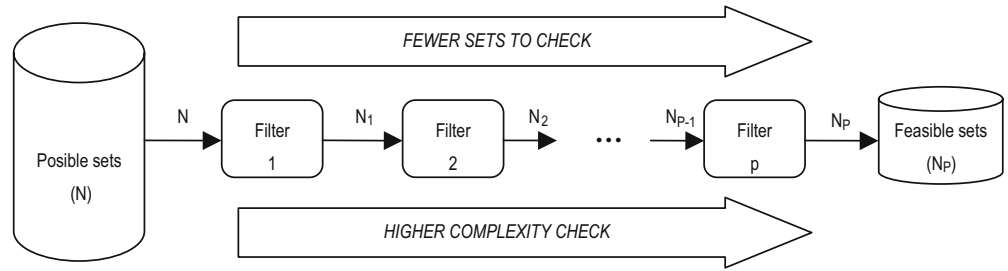 FEWER SETS TO CHECK
Posible sets
(N)
N
Filter
1
N1
Filter
2
N2
...
NP-1
Filter
p
NP
Feasible sets
(NP)
HIGHER COMPLEXITY CHECK